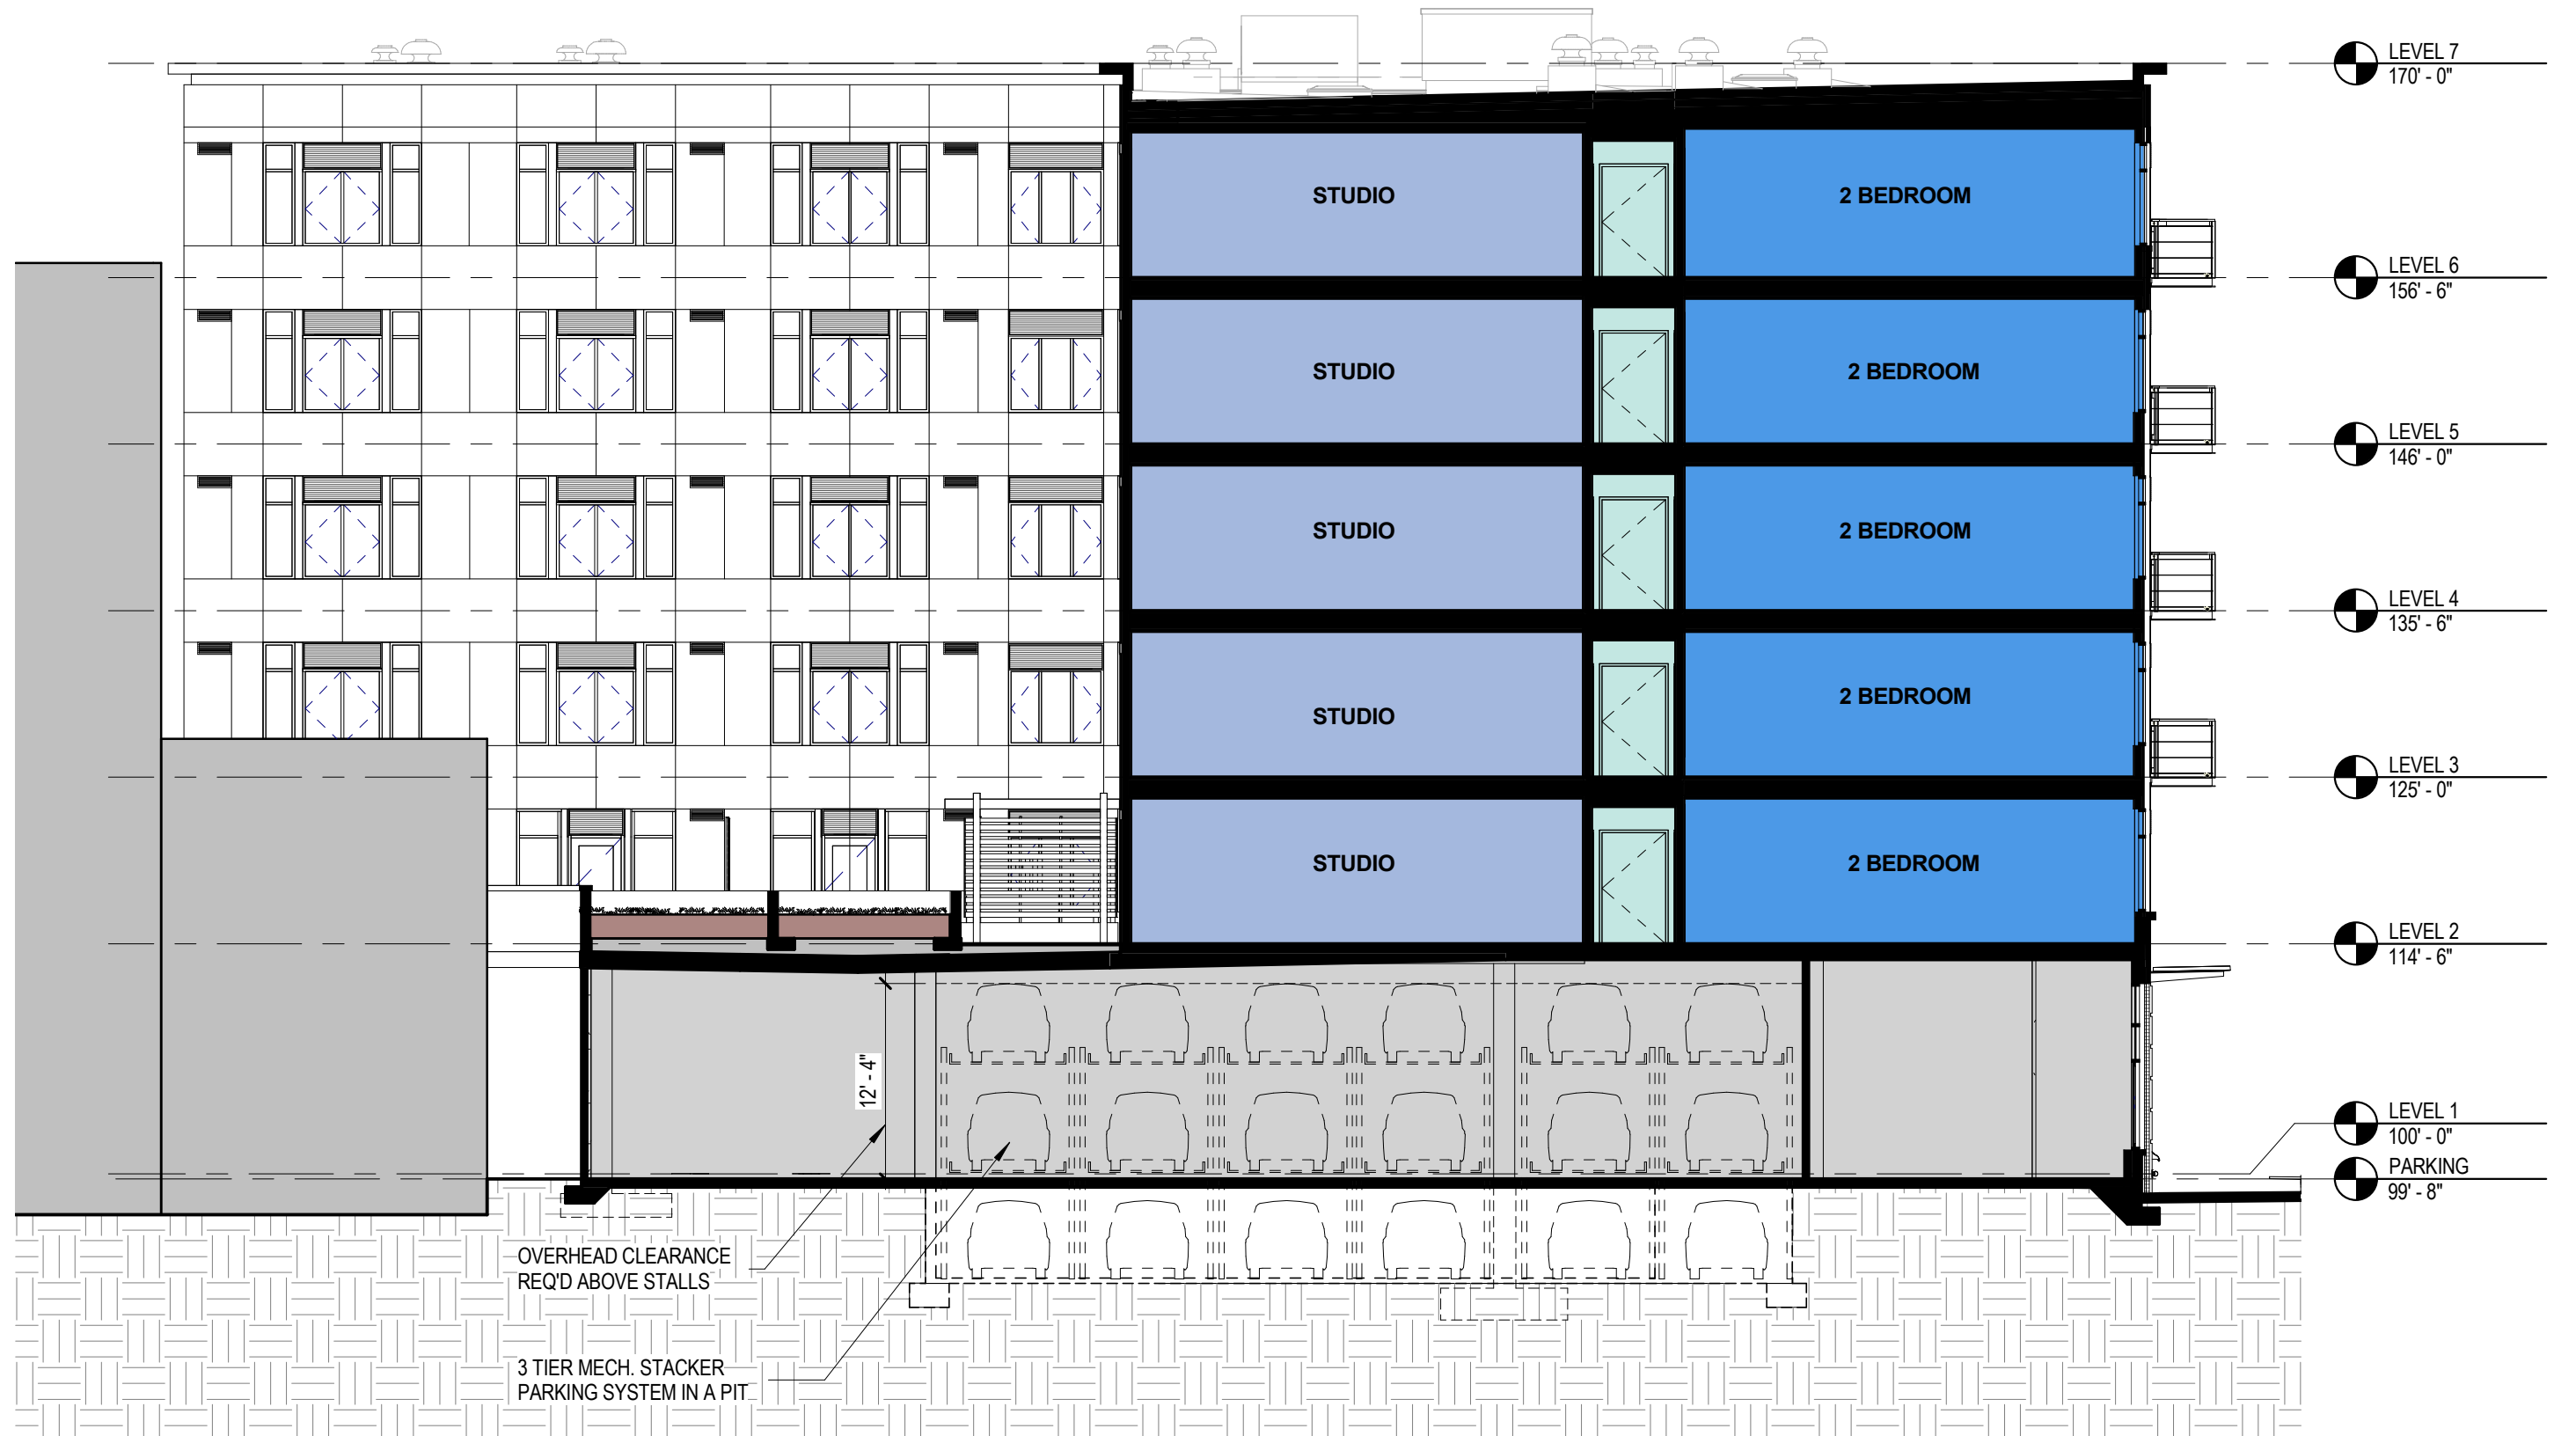 LEVEL 7
170' - 0"
STUDIO
2 BEDROOM
LEVEL 6
156' - 6"
STUDIO
2 BEDROOM
LEVEL 5
146' - 0"
STUDIO
2 BEDROOM
LEVEL 4
135' - 6"
STUDIO
2 BEDROOM
LEVEL 3
125' - 0"
STUDIO
2 BEDROOM
LEVEL 2
114' - 6"
12' - 4"
LEVEL 1
100' - 0"
PARKING
99' - 8"
OVERHEAD CLEARANCE
REQ'D ABOVE STALLS
3 TIER MECH. STACKER
PARKING SYSTEM IN A PIT